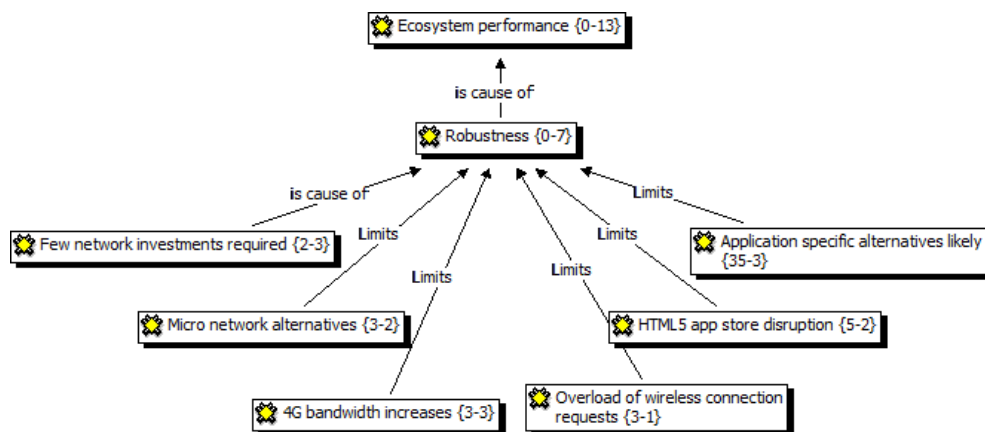 Ecosystem performance {0-13}
is cause of
Robustness {0-7}
is cause of
Limits
Few network investments required {2-3}
Limits
Limits
Application specific alternatives likely
{35-3}
Limits
Limits
Micro network alternatives {3-2}
HTML5 app store disruption {5-2}
4G bandwidth increases {3-3}
Overload of wireless connection
requests {3-1}